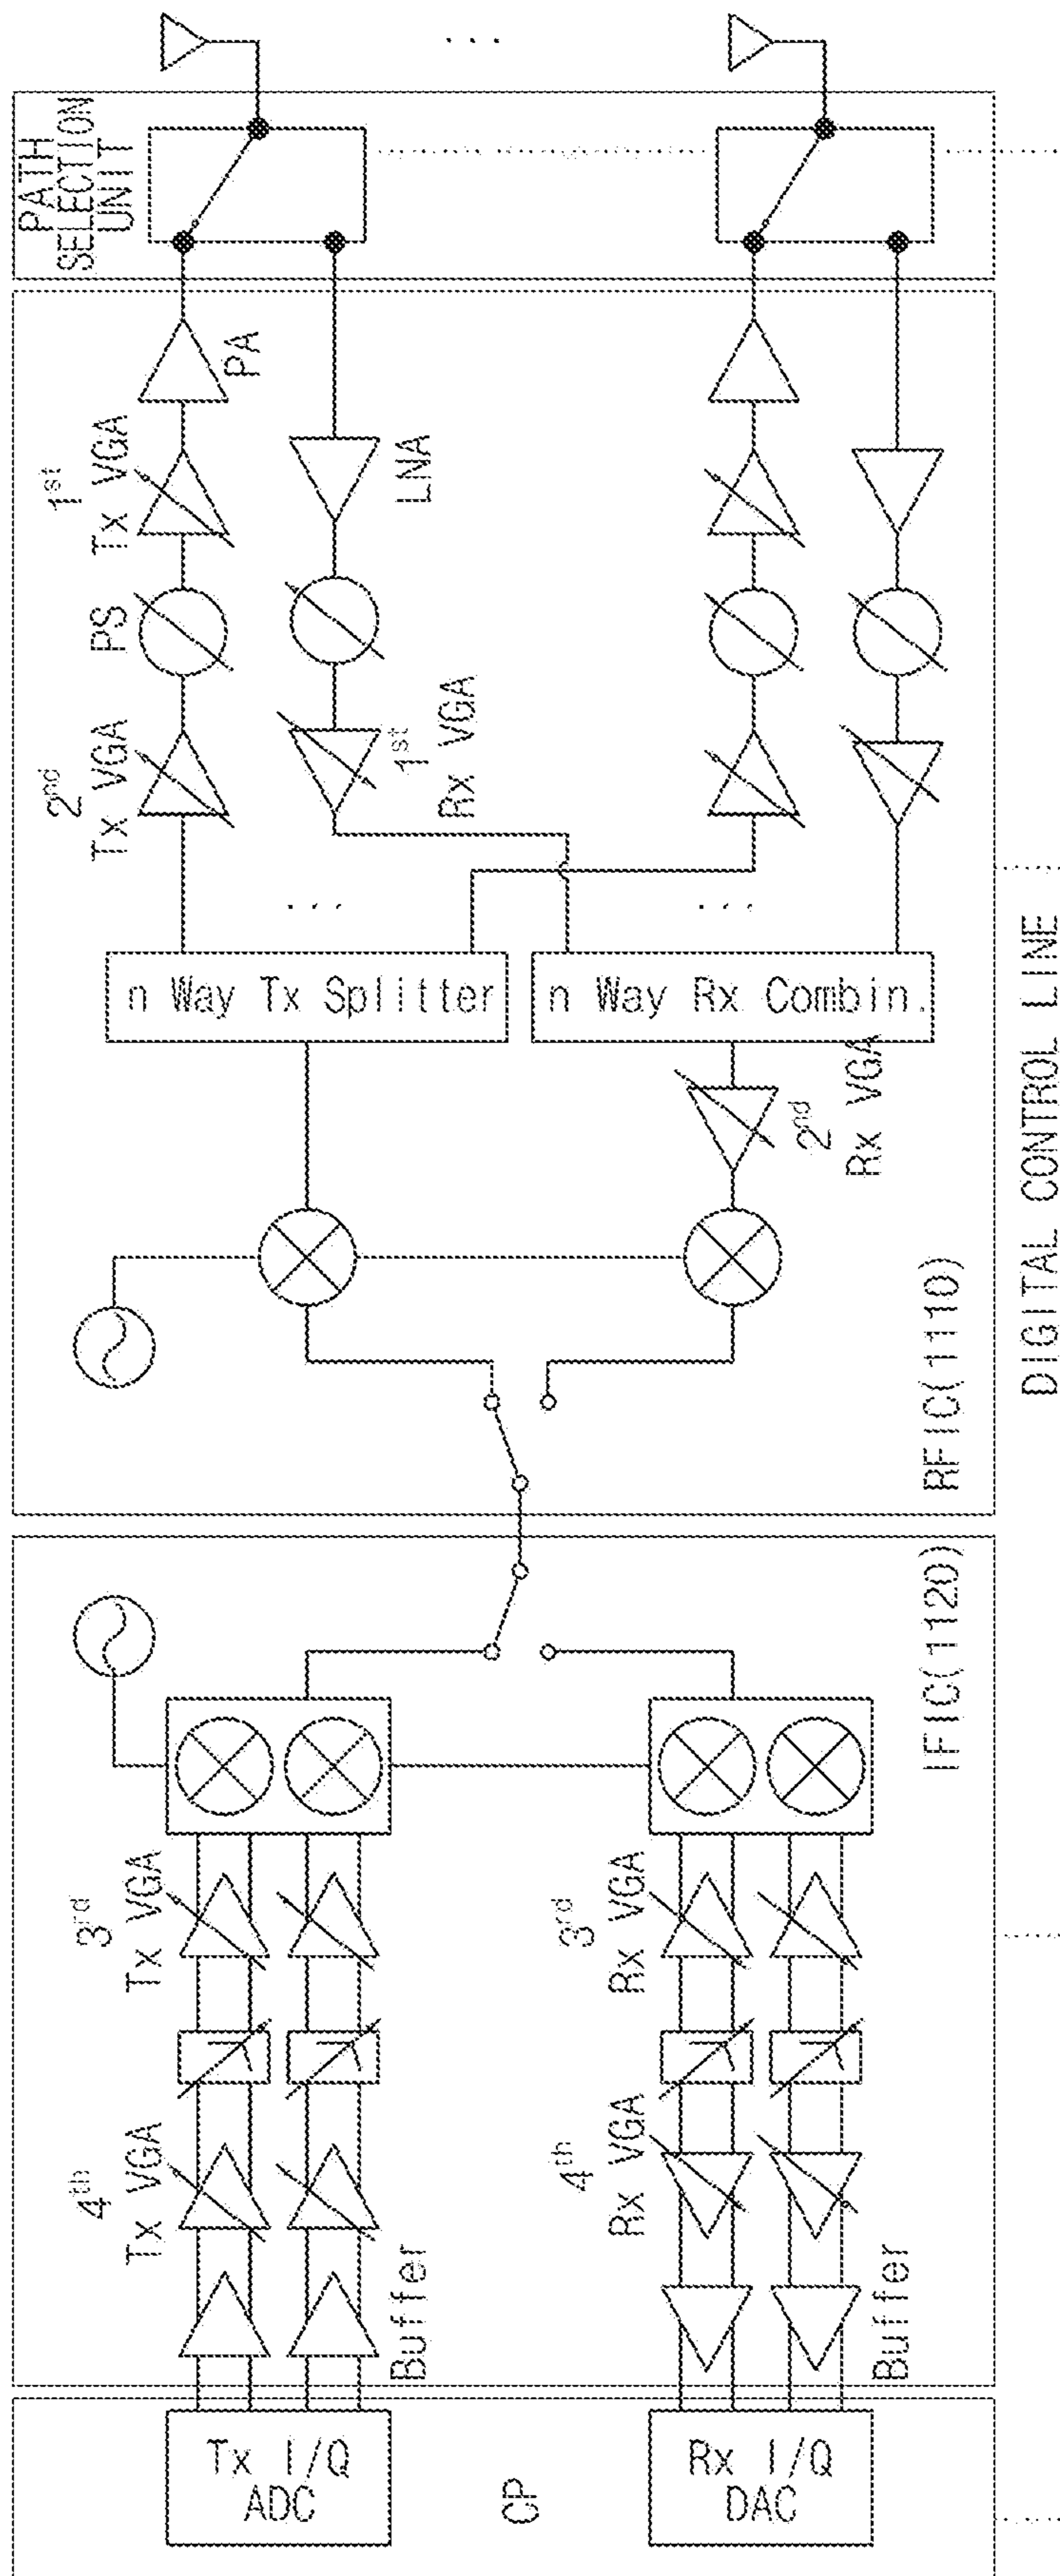 PATH
SELECTION
UNIT
PA
1st
Tx VGA
LNA
PS
2nd
Tx VGA
1st
Rx VGA
n Way Tx Splitter
n Way Rx Combin.
2nd
Rx VGA
RFIC(1110)
DIGITAL CONTROL LINE
IFIC(1120)
3rd
Tx VGA
3rd
Rx VGA
4th
Tx VGA
4th
Rx VGA
Buffer
Buffer
Tx I/Q
ADC
CP
Rx I/Q
DAC